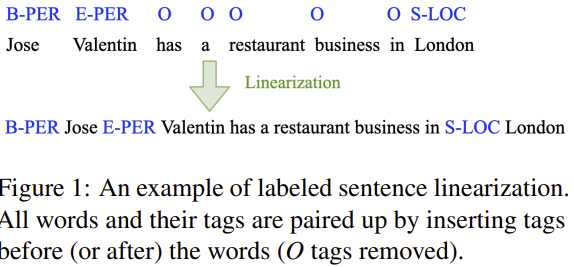 B-PER E-PER O O O O O S-LOC
Jose Valentin has a restaurant business in London
Linearization
B-PER Jose E-PER Valentin has a restaurant business in S-LOC London
Figure 1: An example of labeled sentence linearization.
All words and their tags are paired up by inserting tags
before (or after) the words (O tags removed).